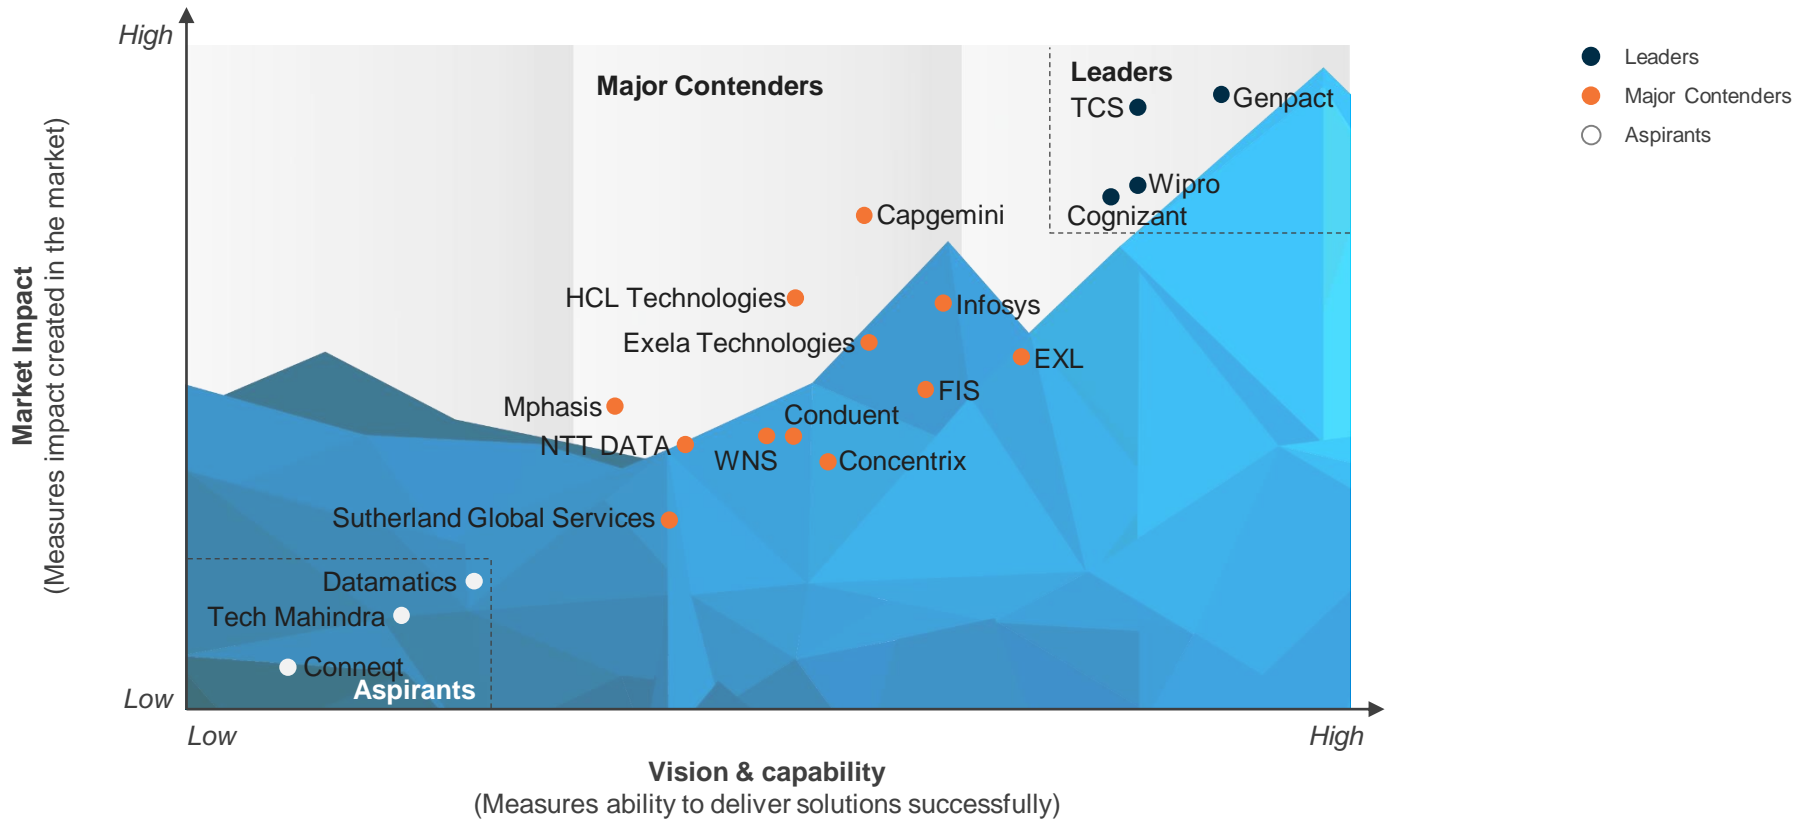 High
Major Contenders
Leaders
TCS
Genpact
Wipro
Cognizant
Capgemini
HCL Technologies
Infosys
Exela Technologies
EXL
FIS
Mphasis
Conduent
NTT DATA
WNS
Concentrix
Sutherland Global Services
Datamatics
Tech Mahindra
Conneqt
Aspirants
Low
Market Impact
(Measures impact created in the market)
Low
High
Vision & capability
(Measures ability to deliver solutions successfully)
Leaders
Major Contenders
Aspirants